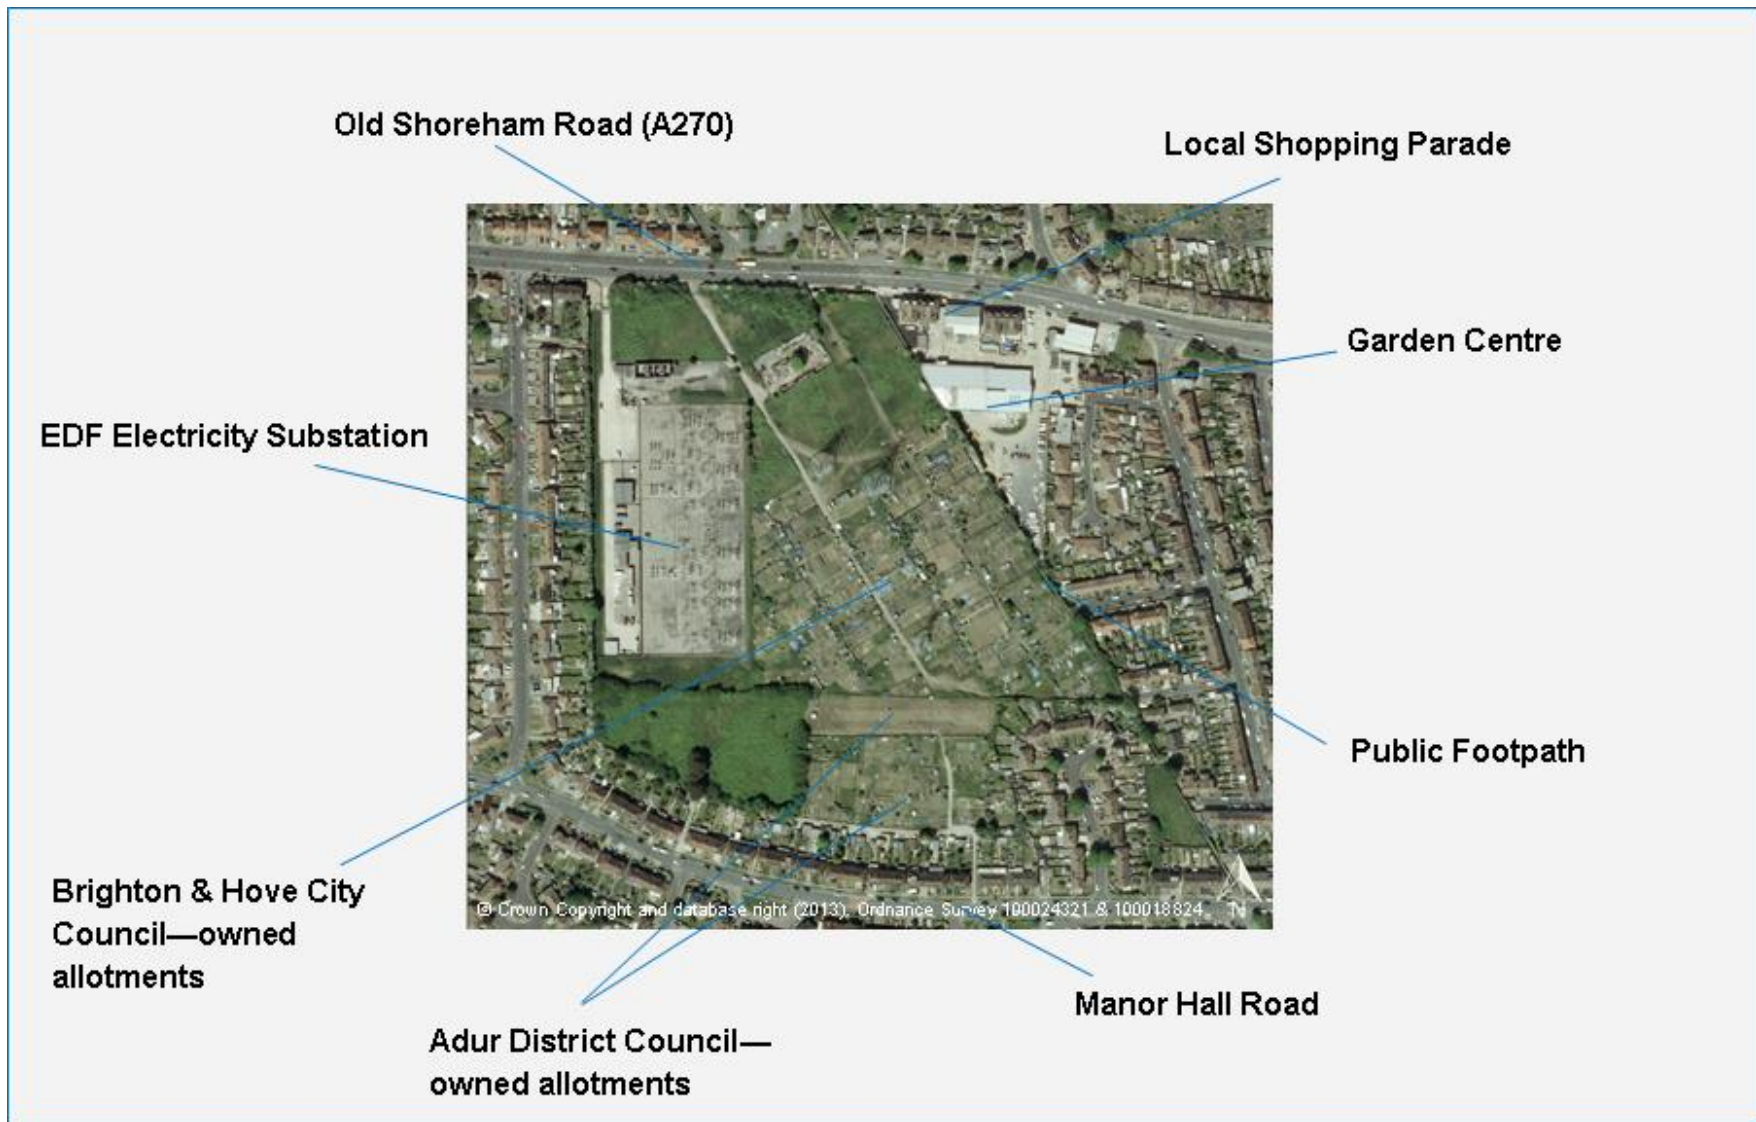 Old Shoreham Road (A270)
Local Shopping Parade
Garden Centre
EDF Electricity Substation
Public Footpath
Brighton & Hove City
Council—owned
allotments
© Crown Copyright and database right (2013). Ordnance Survey 100024321 & 100018824.
N
Manor Hall Road
Adur District Council—
owned allotments